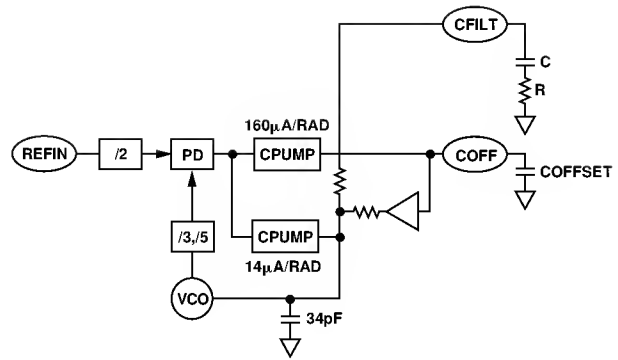 CFILT
C
R
160μA/RAD
REFIN
/2
PD
CPUMP
COFF
COFFSET
/3,/5
CPUMP
14μA/RAD
VCO
34pF